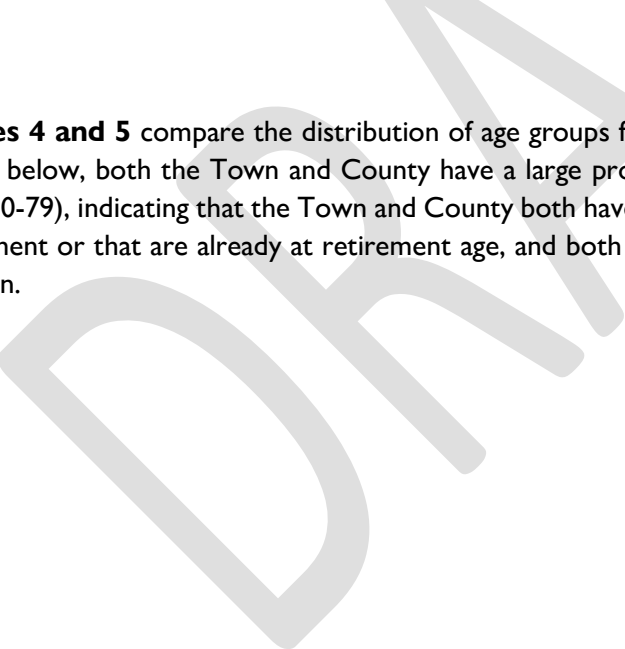 es 4 and 5 compare the distribution of age groups f
below, both the Town and County have a large pro
0-79), indicating that the Town and County both have
ment or that are already at retirement age, and both
n.
DRA